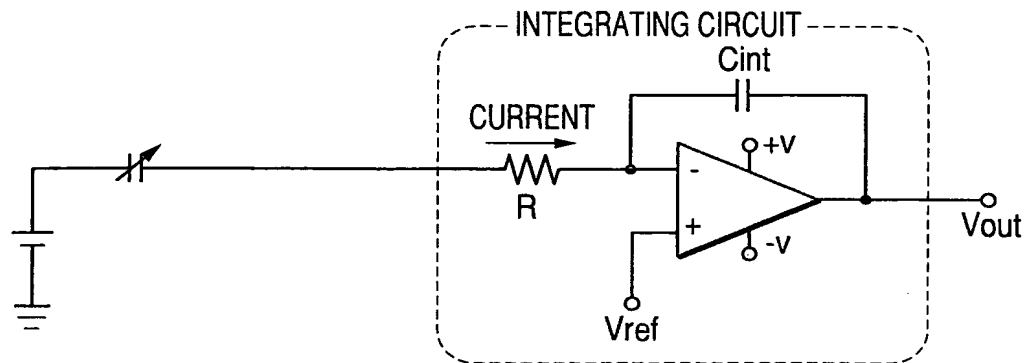 INTEGRATING CIRCUIT
Cint
CURRENT
R
+v
-
+
-v
Vout
Vref